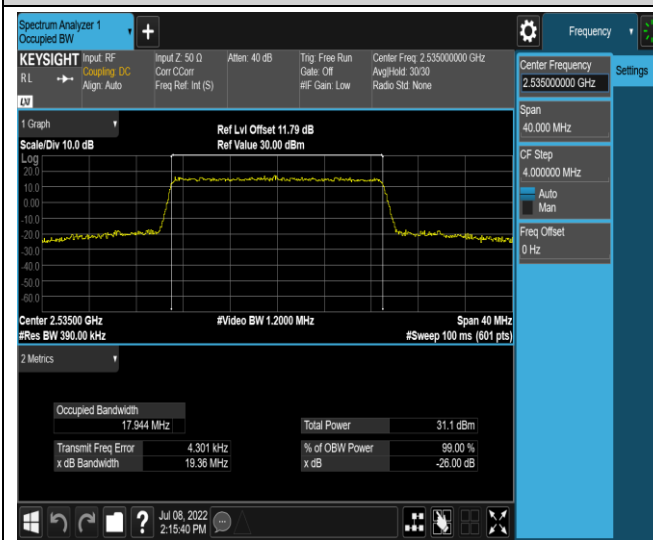 Spectrum Analyzer 1
Occupied BW
+
Frequency
KEYSIGHT
RL
LXI
Input: RF
Coupling: DC
Align: Auto
Input Z: 50 Ω
Corr CCorr
Freq Ref: Int (S)
Atten: 40 dB
Trig: Free Run
Gate: Off
#IF Gain: Low
Center Freq: 2.535000000 GHz
Avg|Hold: 30/30
Radio Std: None
Center Frequency
2.535000000 GHz
Settings
Span
40.000 MHz
CF Step
4.000000 MHz
Auto
Man
Freq Offset
0 Hz
1 Graph
Scale/Div 10.0 dB
Ref Lvl Offset 11.79 dB
Ref Value 30.00 dBm
Log
20.0
10.0
0.00
-10.0
-20.0
-30.0
-40.0
-50.0
-60.0
Center 2.53500 GHz
#Video BW 1.2000 MHz
Span 40 MHz
#Res BW 390.00 kHz
#Sweep 100 ms (601 pts)
2 Metrics
Occupied Bandwidth
17.944 MHz
Total Power 31.1 dBm
Transmit Freq Error 4.301 kHz
% of OBW Power 99.00 %
x dB Bandwidth 19.36 MHz
x dB -26.00 dB
?
Jul 08, 2022
2:15:40 PM